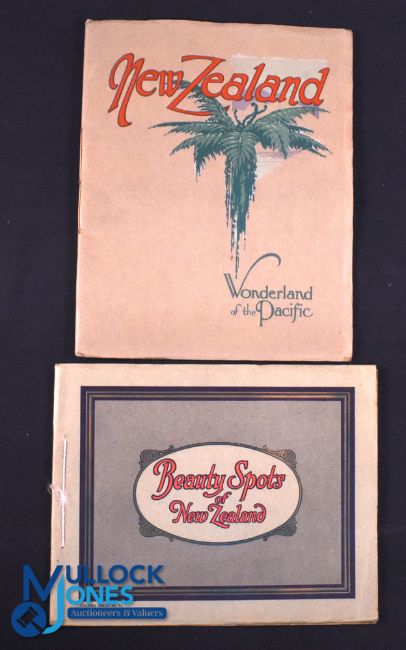 New Zealand
Wonderland
of the Pacific
Beauty Spots
of
New Zealand
MULLOCK
JONES
Auctioneers & Valuers